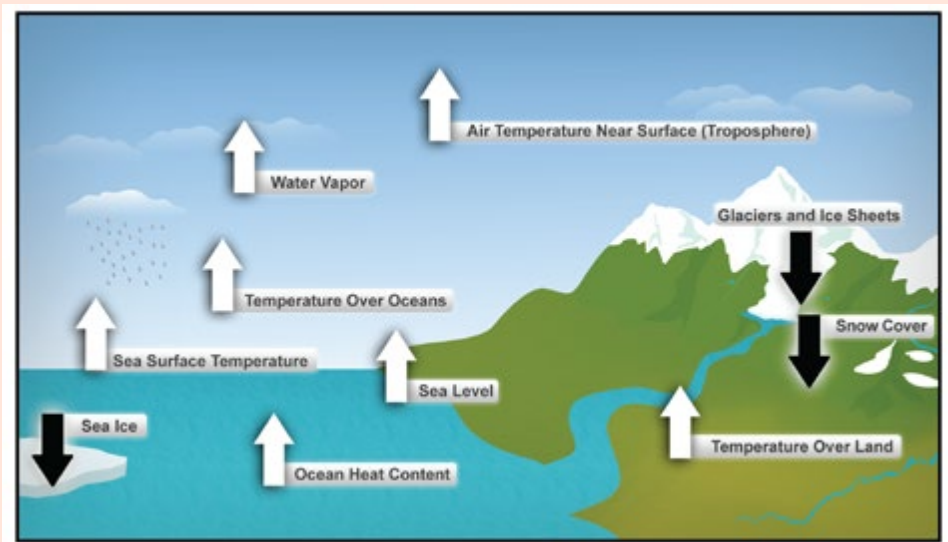 Air Temperature Near Surface (Troposphere)
Water Vapor
Glaciers and Ice Sheets
Temperature Over Oceans
Snow Cover
Sea Surface Temperature
Sea Level
Sea Ice
Temperature Over Land
Ocean Heat Content